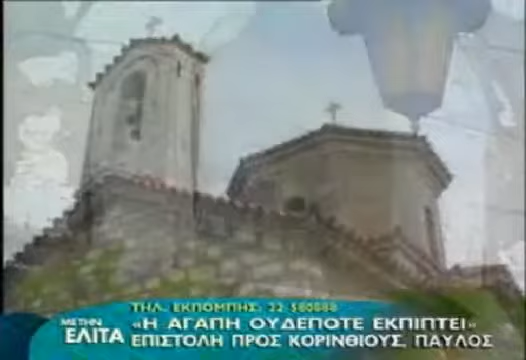 ΤΗΛ. ΕΚΠΟΜΠΗΣ: 22 580888
ΜΕ ΤΗΝ
ΕΛΙΤΑ
«Η ΑΓΑΠΗ ΟΥΔΕΠΟΤΕ ΕΚΠΙΠΤΕΙ»
ΕΠΙΣΤΟΛΗ ΠΡΟΣ ΚΟΡΙΝΘΙΟΥΣ, ΠΑΥΛΟΣ